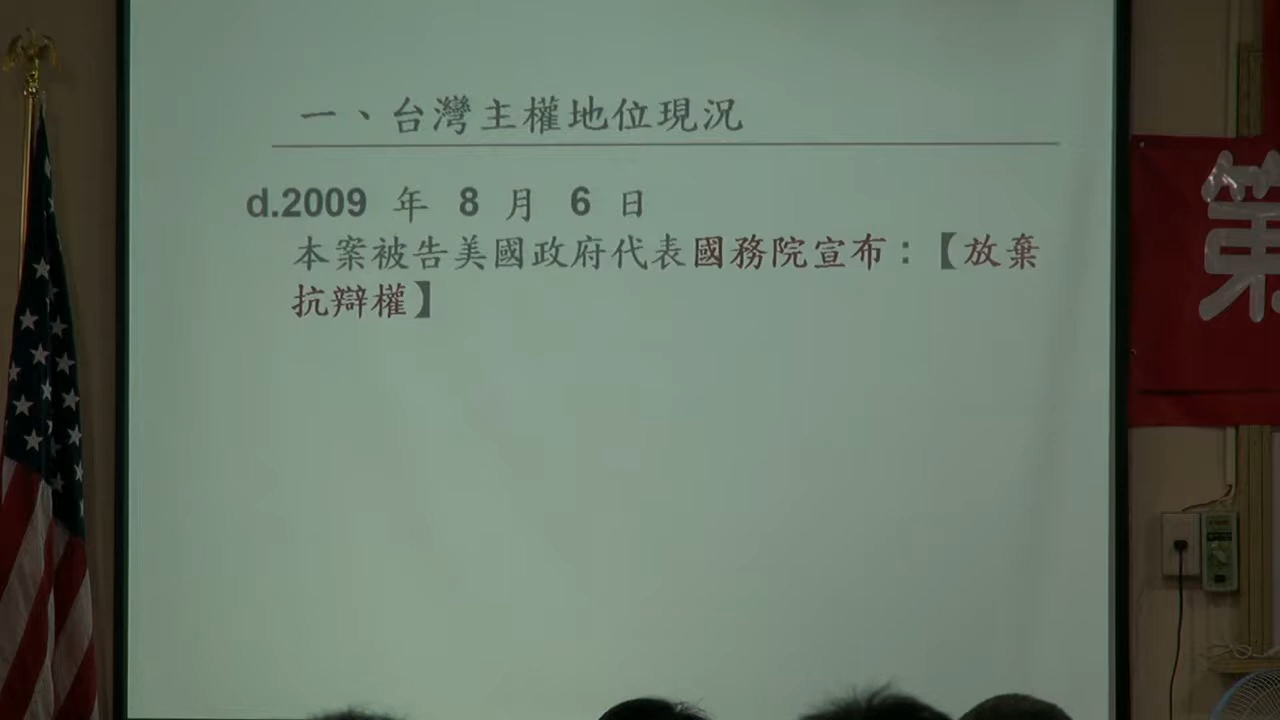 一、台灣主權地位現況
d.2009 年 8 月 6 日
本案被告美國政府代表國務院宣布：【放棄
抗辯權】
第